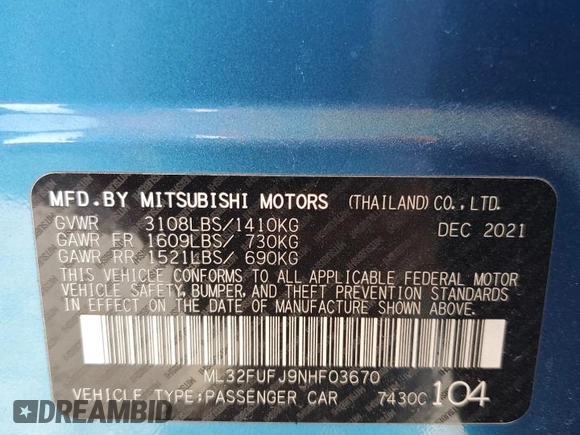 MFD.BY MITSUBISHI MOTORS (THAILAND) CO., LTD.
GVWR 3108LBS/1410KG DEC 2021
GAWR FR 1609LBS/ 730KG
GAWR RR 1521LBS/ 690KG
THIS VEHICLE CONFORMS TO ALL APPLICABLE FEDERAL MOTOR
VEHICLE SAFETY, BUMPER, AND THEFT PREVENTION STANDARDS
IN EFFECT ON THE DATE OF MANUFACTURE SHOWN ABOVE.
ML32FUFJ9NHF03670
VEHICLE TYPE:PASSENGER CAR 7430C 104
DREAMBID